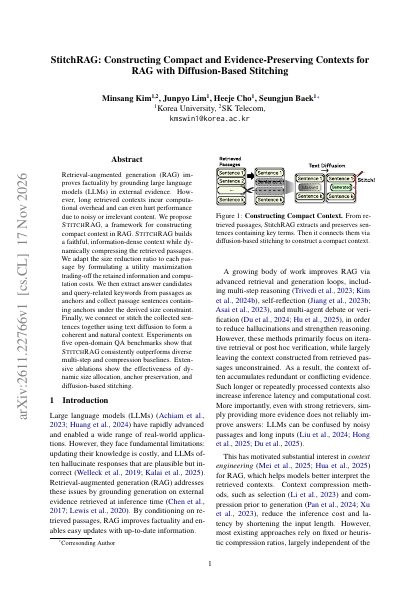 StitchRAG: Constructing Compact and Evidence-Preserving Contexts for
RAG with Diffusion-Based Stitching
Minsang Kim1,2, Junpyo Lim1, Heeje Cho1, Seungjun Baek1*
1Korea University, 2SK Telecom,
kmswin1@korea.ac.kr
arXiv:2611.22766v1 [cs.CL] 17 Nov 2026
Abstract
Retrieval-augmented generation (RAG) im-
proves factuality by grounding large language
models (LLMs) in external evidence. How-
ever, long retrieved contexts incur computa-
tional overhead and can even hurt performance
due to noisy or irrelevant content. We propose
STITCHRAG, a framework for constructing
compact context in RAG. STITCHRAG builds
a faithful, information-dense context while dy-
namically compressing the retrieved passages.
We adapt the size reduction ratio to each pas-
sage by formulating a utility maximization
trading-off the retained information and compu-
tation costs. We then extract answer candidates
and query-related keywords from passages as
anchors and collect passage sentences contain-
ing anchors under the derived size constraint.
Finally, we connect or stitch the collected sen-
tences together using text diffusion to form a
coherent and natural context. Experiments on
five open-domain QA benchmarks show that
STITCHRAG consistently outperforms diverse
multi-step and compression baselines. Exten-
sive ablations show the effectiveness of dy-
namic size allocation, anchor preservation, and
diffusion-based stitching.
1 Introduction
Large language models (LLMs) (Achiam et al.,
2023; Huang et al., 2024) have rapidly advanced
and enabled a wide range of real-world applica-
tions. However, they face fundamental limitations:
updating their knowledge is costly, and LLMs of-
ten hallucinate responses that are plausible but in-
correct (Welleck et al., 2019; Kalai et al., 2025).
Retrieval-augmented generation (RAG) addresses
these issues by grounding generation on external
evidence retrieved at inference time (Chen et al.,
2017; Lewis et al., 2020). By conditioning on re-
trieved passages, RAG improves factuality and en-
ables easy updates with up-to-date information.
*Corresonding Author
Retrieved
Passages
Sentence 1
Sentence 2
Sentence k
Sentence 1
Sentence k
Text Diffusion
Sentence 1
Sentence k
Sentence 1
Generated
Sentence k
Stitch!
Figure 1: Constructing Compact Context. From re-
trieved passages, StitchRAG extracts and preserves sen-
tences containing key terms. Then it connects them via
diffusion-based stitching to construct a compact context.
A growing body of work improves RAG via
advanced retrieval and generation loops, includ-
ing multi-step reasoning (Trivedi et al., 2023; Kim
et al., 2024b), self-reflection (Jiang et al., 2023b;
Asai et al., 2023), and multi-agent debate or verifi-
cation (Du et al., 2024; Hu et al., 2025), in order
to reduce hallucinations and strengthen reasoning.
However, these methods primarily focus on itera-
tive retrieval or post hoc verification, while largely
leaving the context constructed from retrieved pas-
sages unconstrained. As a result, the context of-
ten accumulates redundant or conflicting evidence.
Such longer or repeatedly processed contexts also
increase inference latency and computational cost.
More importantly, even with strong retrievers, sim-
ply providing more evidence does not reliably im-
prove answers: LLMs can be confused by noisy
passages and long inputs (Liu et al., 2024; Hong
et al., 2025; Du et al., 2025).
This has motivated substantial interest in context
engineering (Mei et al., 2025; Hua et al., 2025)
for RAG, which helps models better interpret the
retrieved contexts. Context compression meth-
ods, such as selection (Li et al., 2023) and com-
pression prior to generation (Pan et al., 2024; Xu
et al., 2023), reduce the inference cost and la-
tency by shortening the input length. However,
most existing approaches rely on fixed or heuris-
tic compression ratios, largely independent of the
1